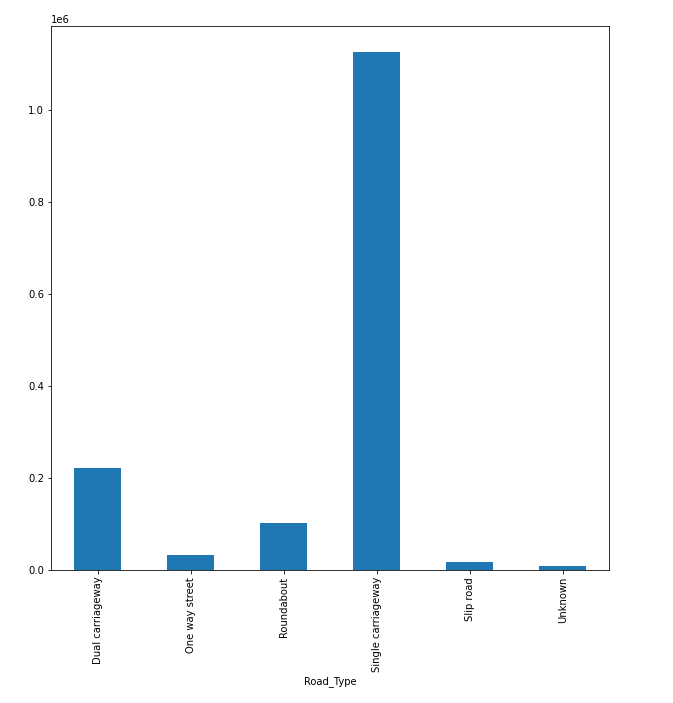 1e6
1.0
0.8
0.6
0.4
0.2
0.0
Dual carriageway
One way street
Roundabout
Single carriageway
Slip road
Unknown
Road_Type